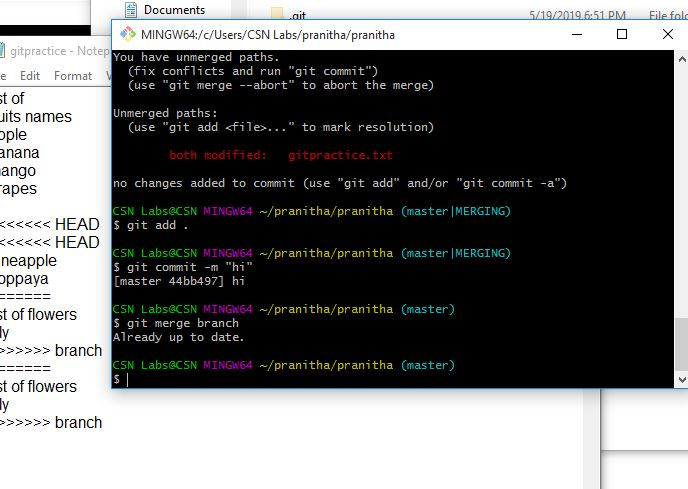 Documents
.git
5/19/2019 6:51 PM
File fold
gitpractice - Notep
MINGW64:/c/Users/CSN Labs/pranitha/pranitha
Edit Format
You have unmerged paths.
(fix conflicts and run "git commit")
(use "git merge --abort" to abort the merge)
Unmerged paths:
(use "git add <file>..." to mark resolution)
both modified: gitpractice.txt
no changes added to commit (use "git add" and/or "git commit -a")
CSN Labs@CSN MINGW64 ~/pranitha/pranitha (master|MERGING)
$ git add .
CSN Labs@CSN MINGW64 ~/pranitha/pranitha (master|MERGING)
$ git commit -m "hi"
[master 44bb497] hi
CSN Labs@CSN MINGW64 ~/pranitha/pranitha (master)
$ git merge branch
Already up to date.
CSN Labs@CSN MINGW64 ~/pranitha/pranitha (master)
$
st of
uits names
pple
anana
ango
rapes
<<<<<< HEAD
<<<<<< HEAD
neapple
oppaya
======
st of flowers
ly
>>>>>> branch
======
st of flowers
ly
>>>>>> branch